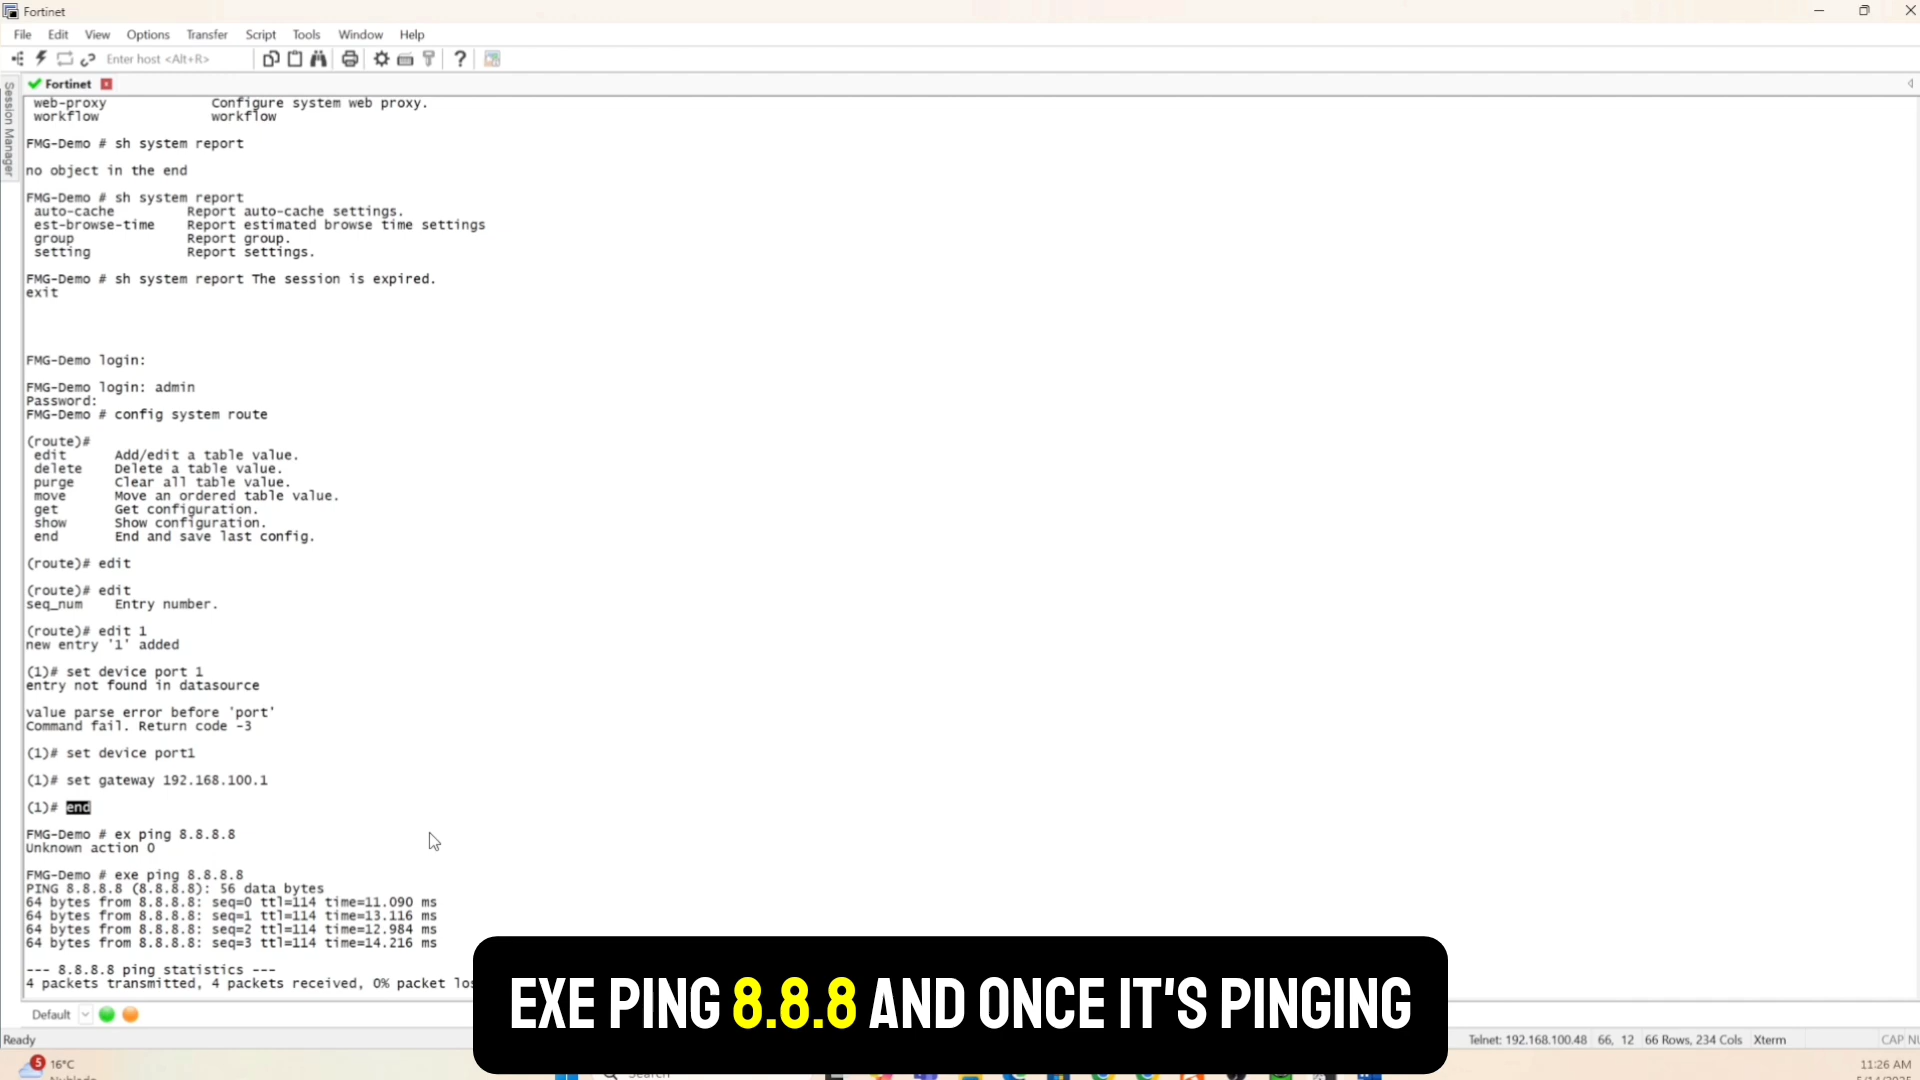 Fortinet
File Edit View Options Transfer Script Tools Window Help
Enter host <Alt+R>
Fortinet
Session Manager
web-proxy Configure system web proxy.
workflow workflow
FMG-Demo # sh system report
no object in the end
FMG-Demo # sh system report
auto-cache Report auto-cache settings.
est-browse-time Report estimated browse time settings
group Report group.
setting Report settings.
FMG-Demo # sh system report The session is expired.
exit
FMG-Demo login:
FMG-Demo login: admin
Password:
FMG-Demo # config system route
(route)#
edit Add/edit a table value.
delete Delete a table value.
purge Clear all table value.
move Move an ordered table value.
get Get configuration.
show Show configuration.
end End and save last config.
(route)# edit
(route)# edit
seq_num Entry number.
(route)# edit 1
new entry '1' added
(1)# set device port 1
entry not found in datasource
value parse error before 'port'
Command fail. Return code -3
(1)# set device port1
(1)# set gateway 192.168.100.1
(1)# end
FMG-Demo # ex ping 8.8.8.8
Unknown action 0
FMG-Demo # exe ping 8.8.8.8
PING 8.8.8.8 (8.8.8.8): 56 data bytes
64 bytes from 8.8.8.8: seq=0 ttl=114 time=11.090 ms
64 bytes from 8.8.8.8: seq=1 ttl=114 time=13.116 ms
64 bytes from 8.8.8.8: seq=2 ttl=114 time=12.984 ms
64 bytes from 8.8.8.8: seq=3 ttl=114 time=14.216 ms
--- 8.8.8.8 ping statistics ---
4 packets transmitted, 4 packets received, 0% packet los
EXE PING 8.8.8 AND ONCE IT'S PINGING
Default
Ready Telnet: 192.168.100.48 66, 12 66 Rows, 234 Cols Xterm CAP NU
5 16°C
11:26 AM